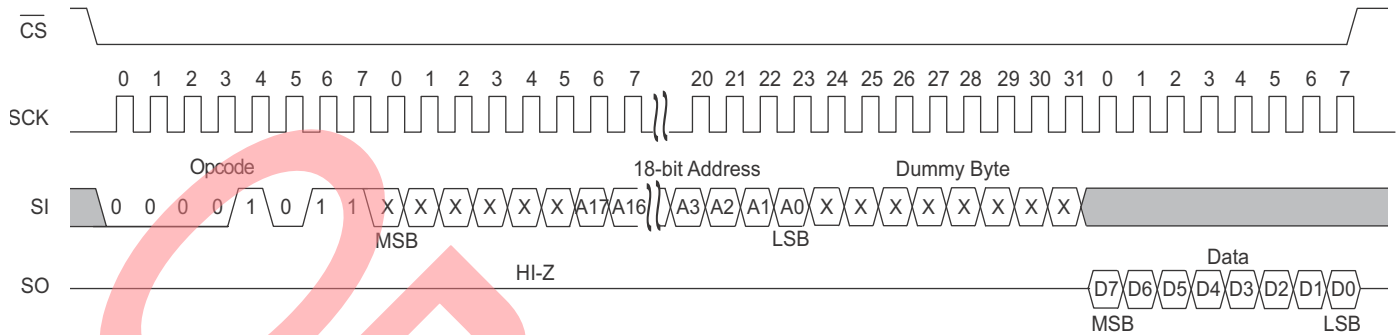 CS
0 1 2 3 4 5 6 7 0 1 2 3 4 5 6 7 20 21 22 23 24 25 26 27 28 29 30 31 0 1 2 3 4 5 6 7
SCK
Opcode 18-bit Address Dummy Byte
SI 0 0 0 0 1 0 1 1 X X X X X X A17 A16 A3 A2 A1 A0 X X X X X X X X
MSB LSB
HI-Z Data
SO D7 D6 D5 D4 D3 D2 D1 D0
MSB LSB